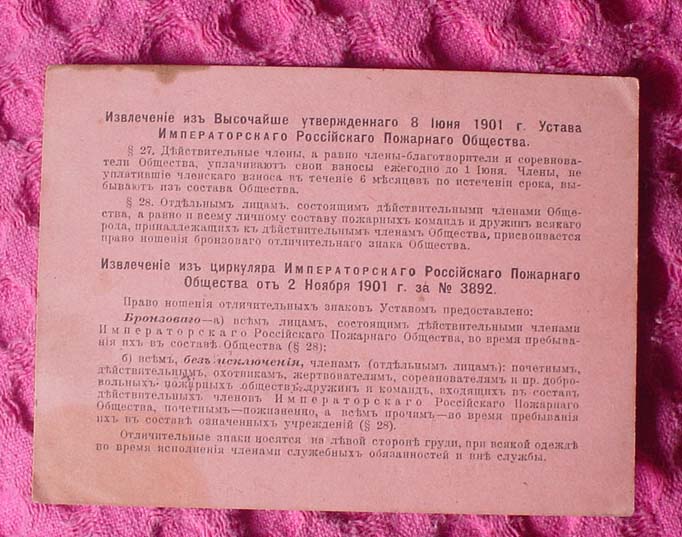 Извлеченіе изъ Высочайше утвержденнаго 8 Іюня 1901 г. Устава
Императорскаго Россійскаго Пожарнаго Общества.
§ 27. Дѣйствительные члены, а равно члены-благотворители и соревнова-
тели Общества, уплачиваютъ свои взносы ежегодно до 1 Іюня. Члены, не
уплатившіе членскаго взноса въ теченіе 6 мѣсяцевъ по истеченіи срока, вы-
бываютъ изъ состава Общества.
§ 28. Отдѣльнымъ лицамъ, состоящимъ дѣйствительными членами Обще-
ства, а равно и всему личному составу пожарныхъ командъ и дружинъ всякаго
рода, принадлежащихъ къ дѣйствительнымъ членамъ Общества, присвоивается
право ношенія бронзоваго отличительнаго знака Общества.
Извлеченіе изъ циркуляра Императорскаго Россійскаго Пожарнаго
Общества отъ 2 Ноября 1901 г. за № 3892.
Право ношенія отличительныхъ знаковъ Уставомъ предоставлено:
Бронзоваго—а) всѣмъ лицамъ, состоящимъ дѣйствительными членами
Императорскаго Россійскаго Пожарнаго Общества, во время пребыва-
нія ихъ въ составѣ Общества (§ 28):
б) всѣмъ, безъ исключенія, членамъ (отдѣльнымъ лицамъ): почетнымъ,
дѣйствительнымъ, охотникамъ, жертвователямъ, соревнователямъ и пр. добро-
вольныхъ пожарныхъ обществъ, дружинъ и командъ, входящихъ въ составъ
дѣйствительныхъ членовъ Императорскаго Россійскаго Пожарнаго
Общества, почетнымъ—пожизненно, а всѣмъ прочимъ—во время пребыванія
ихъ въ составѣ означенныхъ учрежденій (§ 28).
Отличительные знаки носятся на лѣвой сторонѣ груди, при всякой одеждѣ
во время исполненія членами служебныхъ обязанностей и внѣ службы.